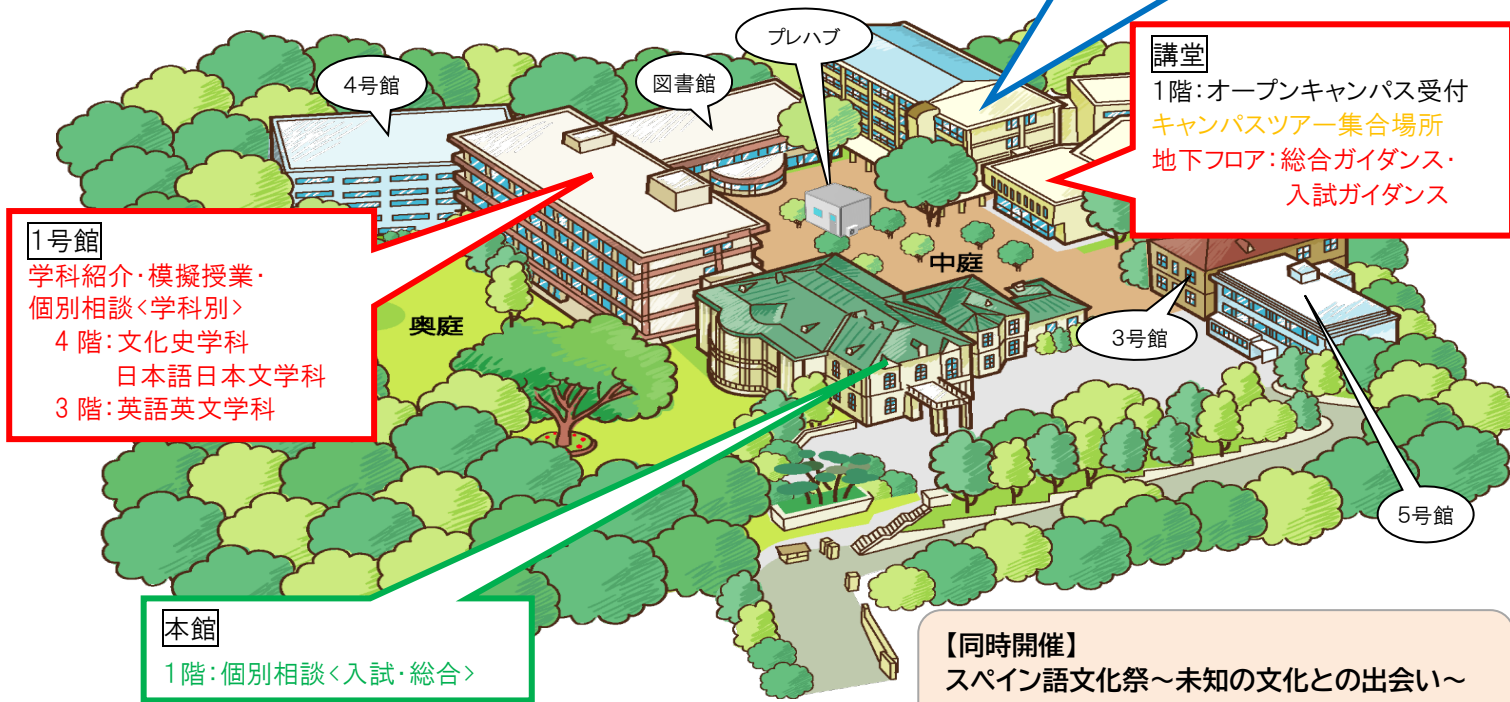 プレハブ
4号館
図書館
講堂
1階:オープンキャンパス受付
キャンパスツアー集合場所
地下フロア:総合ガイダンス・
入試ガイダンス
1号館
学科紹介・模擬授業・
個別相談<学科別>
4階:文化史学科
日本語日本文学科
3階:英語英文学科
中庭
奥庭
3号館
5号館
本館
1階:個別相談<入試・総合>
【同時開催】
スペイン語文化祭~未知の文化との出会い~